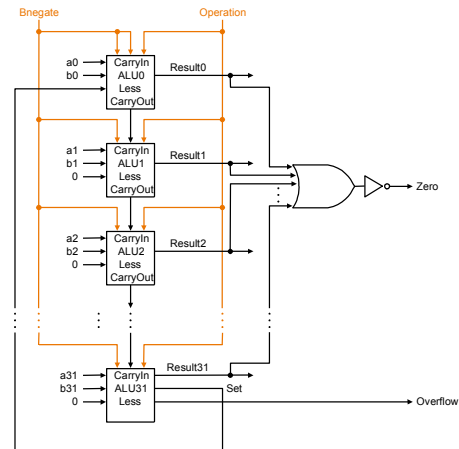 Bnegate Operation
a0 CarryIn Result0
b0 ALU0
Less
CarryOut
a1 CarryIn Result1
b1 ALU1
0 Less
CarryOut
Zero
a2 CarryIn Result2
b2 ALU2
0 Less
CarryOut
a31 CarryIn Result31
b31 ALU31 Set
0 Less Overflow